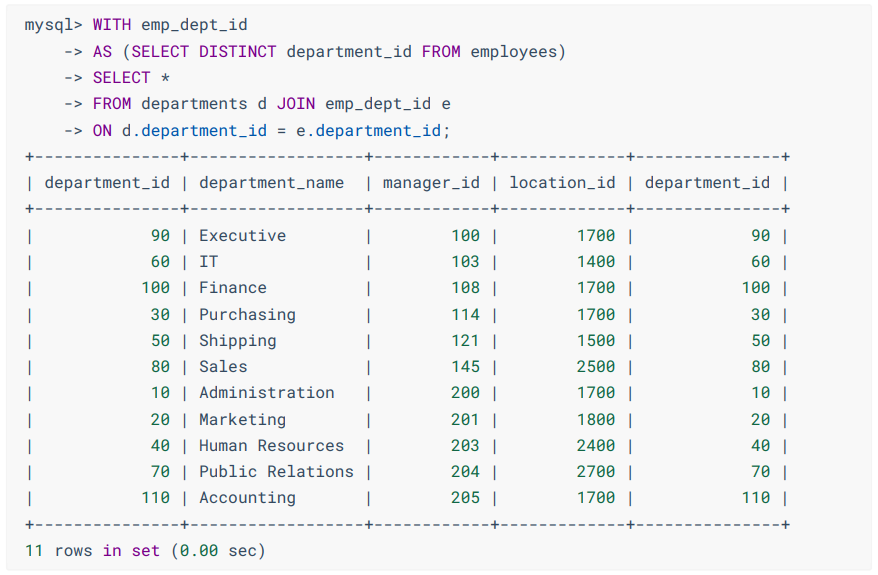 mysql> WITH emp_dept_id
    -> AS (SELECT DISTINCT department_id FROM employees)
    -> SELECT *
    -> FROM departments d JOIN emp_dept_id e
    -> ON d.department_id = e.department_id;
+---------------+------------------+------------+-------------+---------------+
| department_id | department_name  | manager_id | location_id | department_id |
+---------------+------------------+------------+-------------+---------------+
|            90 | Executive        |        100 |        1700 |            90 |
|            60 | IT               |        103 |        1400 |            60 |
|           100 | Finance          |        108 |        1700 |           100 |
|            30 | Purchasing       |        114 |        1700 |            30 |
|            50 | Shipping         |        121 |        1500 |            50 |
|            80 | Sales            |        145 |        2500 |            80 |
|            10 | Administration   |        200 |        1700 |            10 |
|            20 | Marketing        |        201 |        1800 |            20 |
|            40 | Human Resources  |        203 |        2400 |            40 |
|            70 | Public Relations |        204 |        2700 |            70 |
|           110 | Accounting       |        205 |        1700 |           110 |
+---------------+------------------+------------+-------------+---------------+
11 rows in set (0.00 sec)